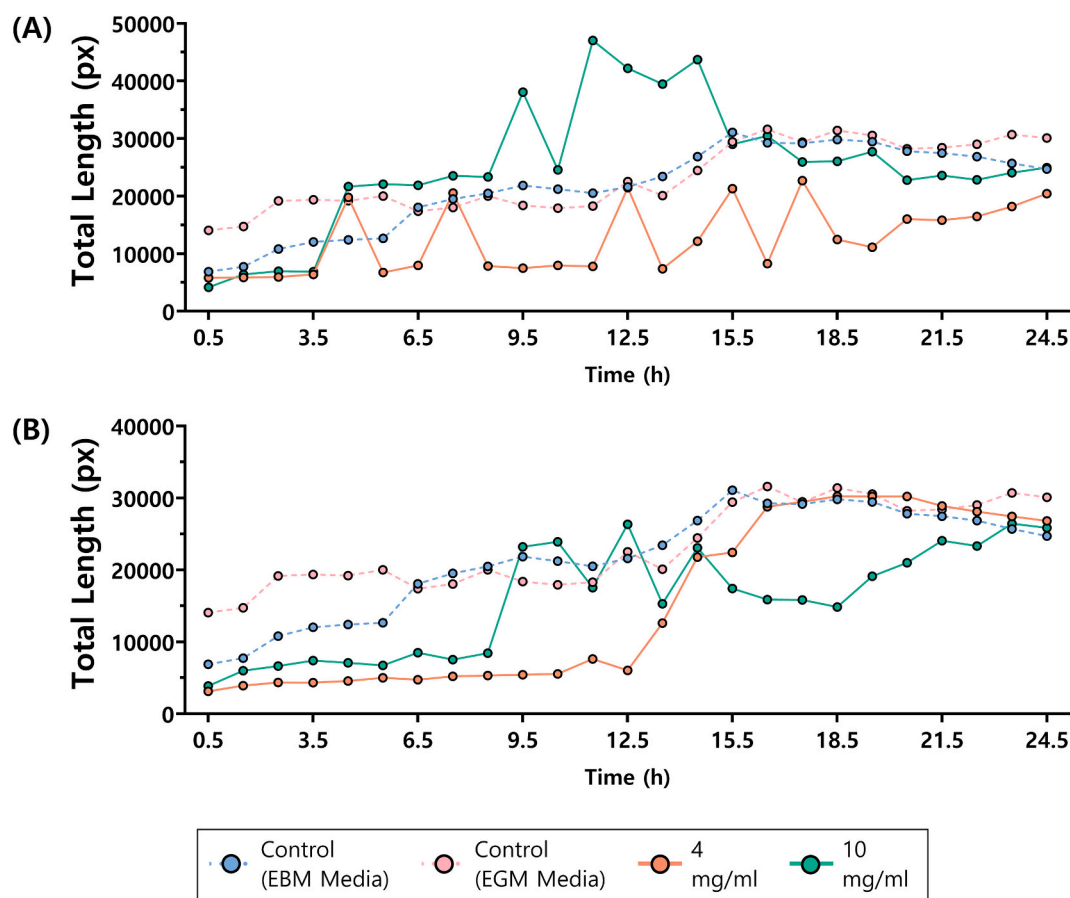 (A)
Total Length (px)
50000
40000
30000
20000
10000
0
0.5 3.5 6.5 9.5 12.5 15.5 18.5 21.5 24.5
Time (h)
(B)
Total Length (px)
40000
30000
20000
10000
0
0.5 3.5 6.5 9.5 12.5 15.5 18.5 21.5 24.5
Time (h)
Control (EBM Media)
Control (EGM Media)
4 mg/ml
10 mg/ml